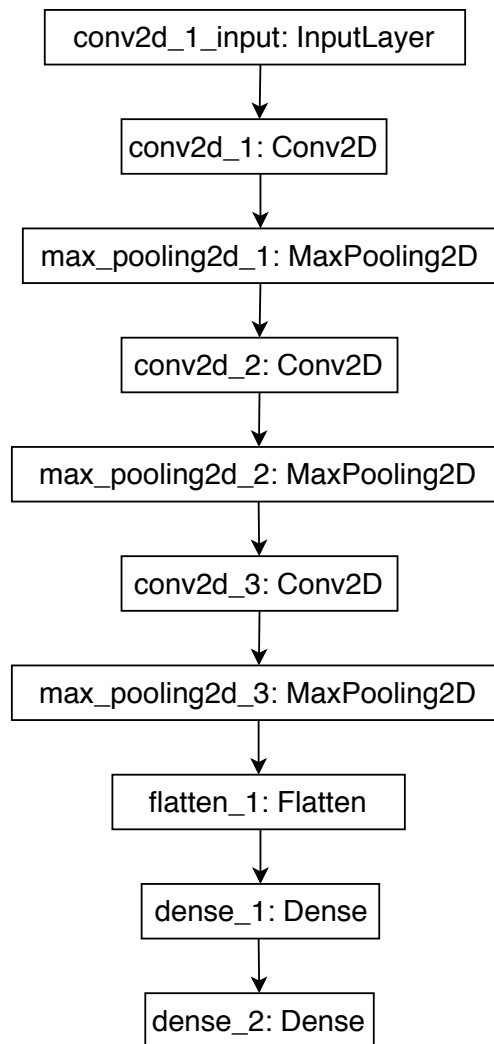 conv2d_1_input: InputLayer
conv2d_1: Conv2D
max_pooling2d_1: MaxPooling2D
conv2d_2: Conv2D
max_pooling2d_2: MaxPooling2D
conv2d_3: Conv2D
max_pooling2d_3: MaxPooling2D
flatten_1: Flatten
dense_1: Dense
dense_2: Dense